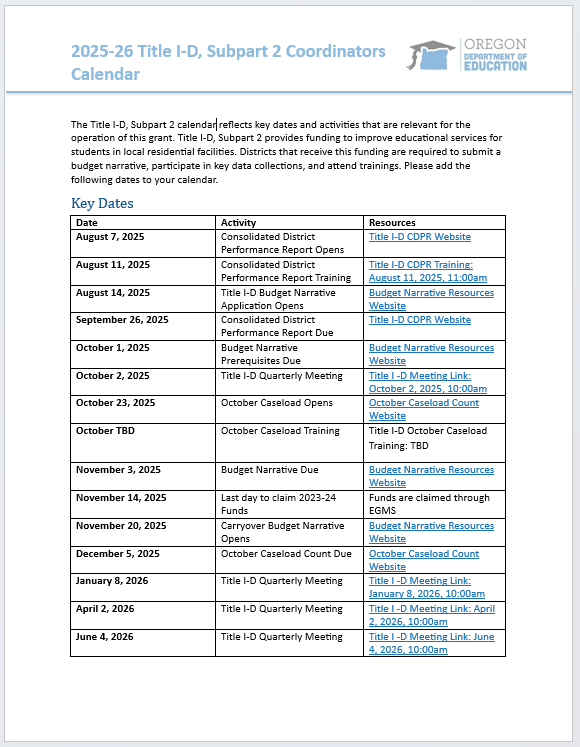 2025-26 Title I-D, Subpart 2 Coordinators
Calendar
OREGON
DEPARTMENT OF
EDUCATION
The Title I-D, Subpart 2 calendar reflects key dates and activities that are relevant for the
operation of this grant. Title I-D, Subpart 2 provides funding to improve educational services for
students in local residential facilities. Districts that receive this funding are required to submit a
budget narrative, participate in key data collections, and attend trainings. Please add the
following dates to your calendar.
Key Dates
Date Activity Resources
August 7, 2025 Consolidated District Title I-D CDPR Website
Performance Report Opens
August 11, 2025 Consolidated District Title I-D CDPR Training:
Performance Report Training August 11, 2025, 11:00am
August 14, 2025 Title I-D Budget Narrative Budget Narrative Resources
Application Opens Website
September 26, 2025 Consolidated District Title I-D CDPR Website
Performance Report Due
October 1, 2025 Budget Narrative Budget Narrative Resources
Prerequisites Due Website
October 2, 2025 Title I-D Quarterly Meeting Title I -D Meeting Link:
October 2, 2025, 10:00am
October 23, 2025 October Caseload Opens October Caseload Count
Website
October TBD October Caseload Training Title I-D October Caseload
Training: TBD
November 3, 2025 Budget Narrative Due Budget Narrative Resources
Website
November 14, 2025 Last day to claim 2023-24 Funds are claimed through
Funds EGMS
November 20, 2025 Carryover Budget Narrative Budget Narrative Resources
Opens Website
December 5, 2025 October Caseload Count Due October Caseload Count
Website
January 8, 2026 Title I-D Quarterly Meeting Title I -D Meeting Link:
January 8, 2026, 10:00am
April 2, 2026 Title I-D Quarterly Meeting Title I -D Meeting Link: April
2, 2026, 10:00am
June 4, 2026 Title I-D Quarterly Meeting Title I -D Meeting Link: June
4, 2026, 10:00am